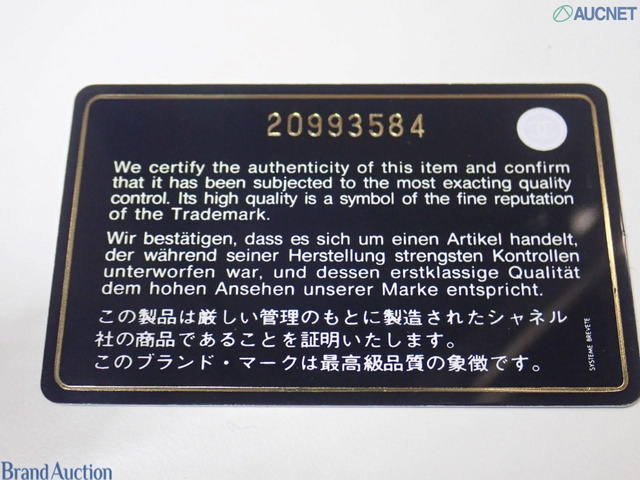 AUCNET
20993584
We certify the authenticity of this item and confirm
that it has been subjected to the most exacting quality
control. Its high quality is a symbol of the fine reputation
of the Trademark.
Wir bestätigen, dass es sich um einen Artikel handelt,
der während seiner Herstellung strengsten Kontrollen
unterworfen war, und dessen erstklassige Qualität
dem hohen Ansehen unserer Marke entspricht.
この製品は厳しい管理のもとに製造されたシャネル
社の商品であることを証明いたします。
このブランド・マークは最高級品質の象徴です。
SYSTEME BREVETE
Brand Auction